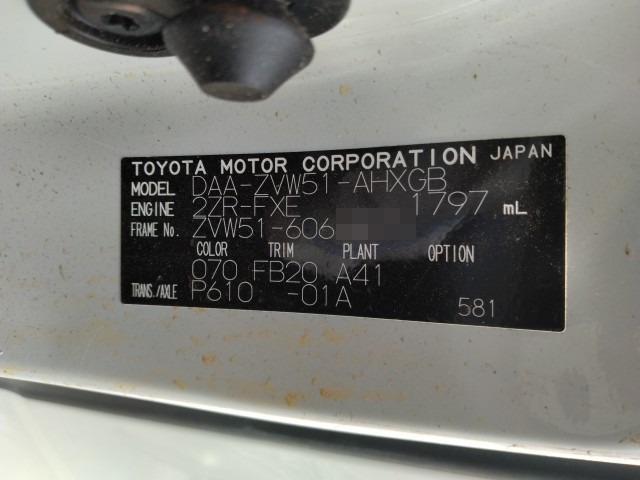 TOYOTA MOTOR CORPORATION JAPAN
MODEL DAA-ZVW51-AHXGB
ENGINE 2ZR-FXE 1797 mL
FRAME No. ZVW51-606
COLOR TRIM PLANT OPTION
070 FB20 A41
TRANS./AXLE P610 -01A
581